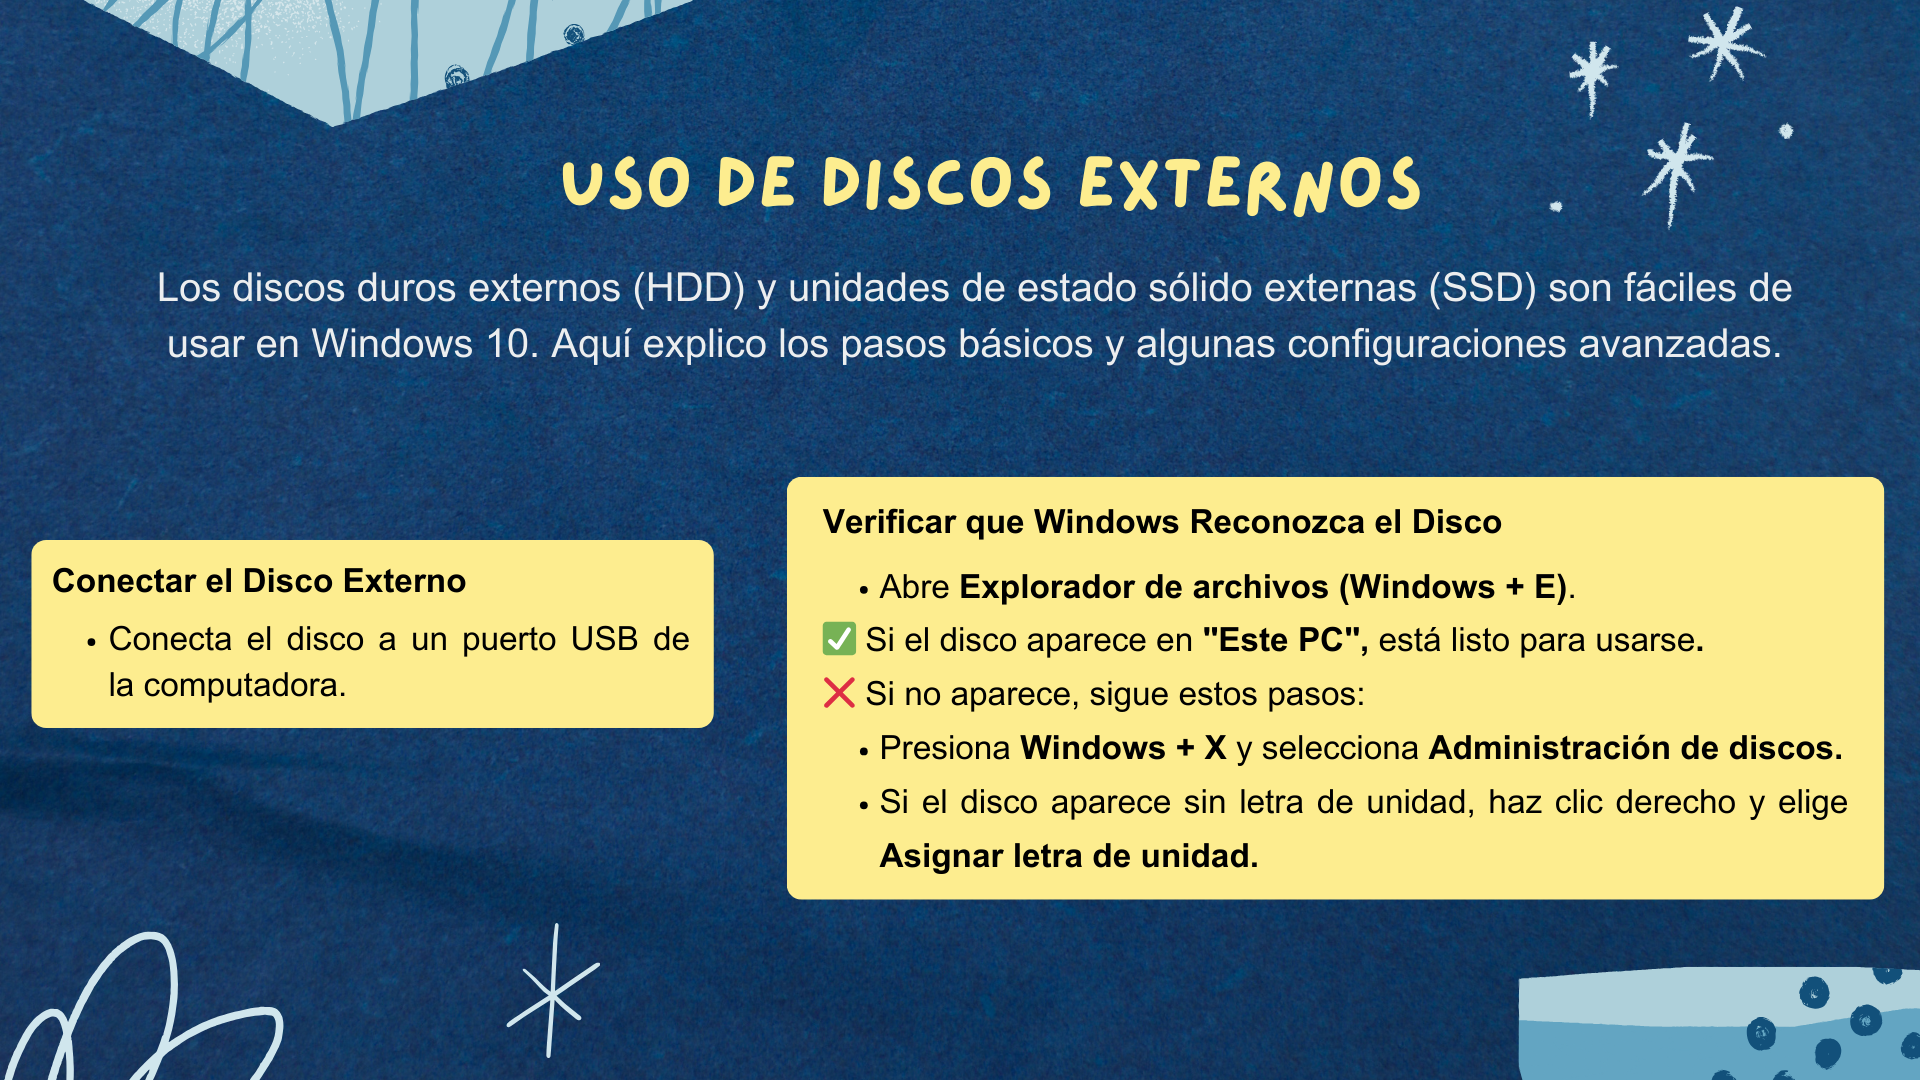 USO DE DISCOS EXTERNOS
Los discos duros externos (HDD) y unidades de estado sólido externas (SSD) son fáciles de
usar en Windows 10. Aquí explico los pasos básicos y algunas configuraciones avanzadas.
Conectar el Disco Externo
• Conecta el disco a un puerto USB de
la computadora.
Verificar que Windows Reconozca el Disco
• Abre Explorador de archivos (Windows + E).
✅ Si el disco aparece en "Este PC", está listo para usarse.
❌ Si no aparece, sigue estos pasos:
• Presiona Windows + X y selecciona Administración de discos.
• Si el disco aparece sin letra de unidad, haz clic derecho y elige
Asignar letra de unidad.